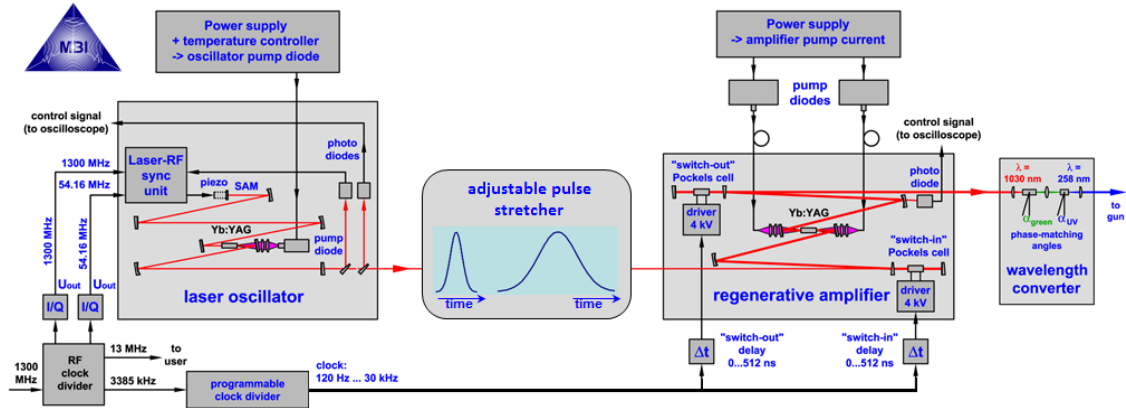 MBI
Power supply
+ temperature controller
-> oscillator pump diode
Power supply
-> amplifier pump current
pump
diodes
control signal
(to oscilloscope)
control signal
(to oscilloscope)
1300 MHz
54.16 MHz
Laser-RF
sync
unit
piezo
SAM
photo
diodes
Yb:YAG
pump
diode
laser oscillator
adjustable pulse
stretcher
time
time
"switch-out"
Pockels cell
driver
4 kV
Yb:YAG
photo
diode
"switch-in"
Pockels cell
driver
4 kV
regenerative amplifier
λ =
1030 nm
λ =
258 nm
αgreen
αUV
phase-matching
angles
wavelength
converter
to
gun
1300 MHz
54.16 MHz
Uout
Uout
I/Q
I/Q
1300
MHz
RF
clock
divider
13 MHz
to
user
3385 kHz
programmable
clock divider
clock:
120 Hz ... 30 kHz
Δt
"switch-out"
delay
0...512 ns
"switch-in"
delay
0...512 ns
Δt